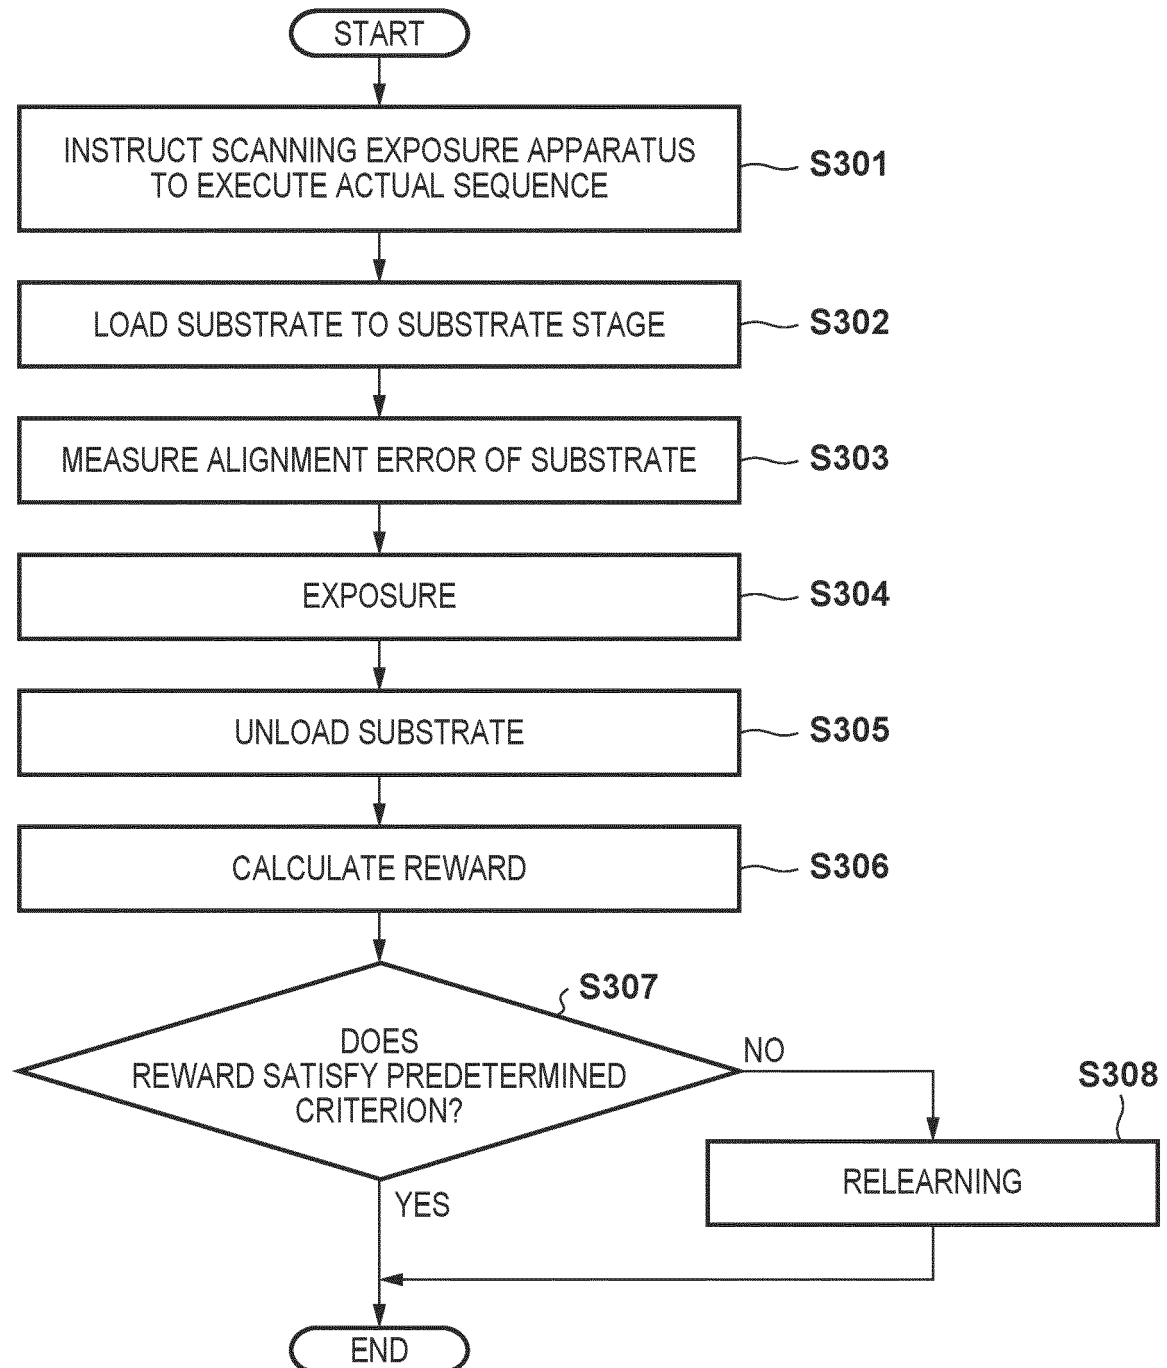 START
INSTRUCT SCANNING EXPOSURE APPARATUS
TO EXECUTE ACTUAL SEQUENCE
S301
LOAD SUBSTRATE TO SUBSTRATE STAGE
S302
MEASURE ALIGNMENT ERROR OF SUBSTRATE
S303
EXPOSURE
S304
UNLOAD SUBSTRATE
S305
CALCULATE REWARD
S306
S307
DOES
REWARD SATISFY PREDETERMINED
CRITERION?
NO
S308
RELEARNING
YES
END